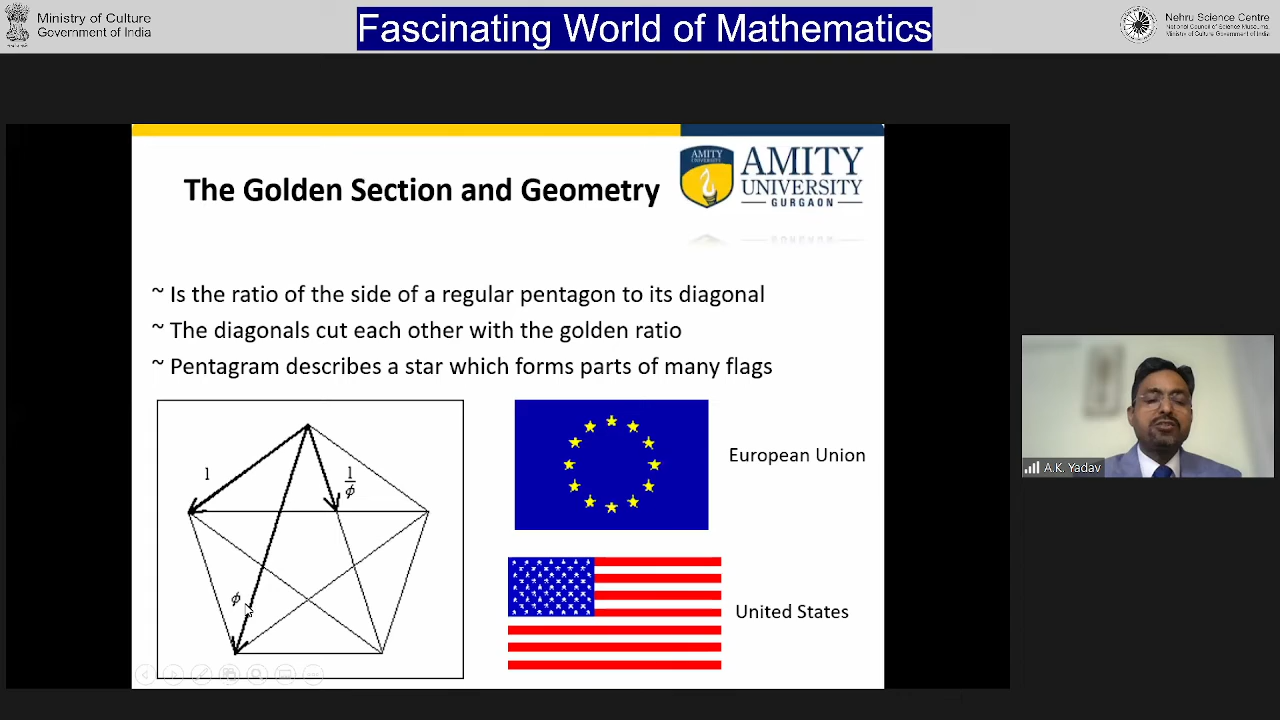 Ministry of Culture
Government of India
Fascinating World of Mathematics
Nehru Science Centre
National Council of Science Museums,
Ministry of Culture, Government of India
AMITY
UNIVERSITY
AMITY
UNIVERSITY
GURGAON
The Golden Section and Geometry
~ Is the ratio of the side of a regular pentagon to its diagonal
~ The diagonals cut each other with the golden ratio
~ Pentagram describes a star which forms parts of many flags
1
1
ϕ
ϕ
European Union
United States
A.K. Yadav